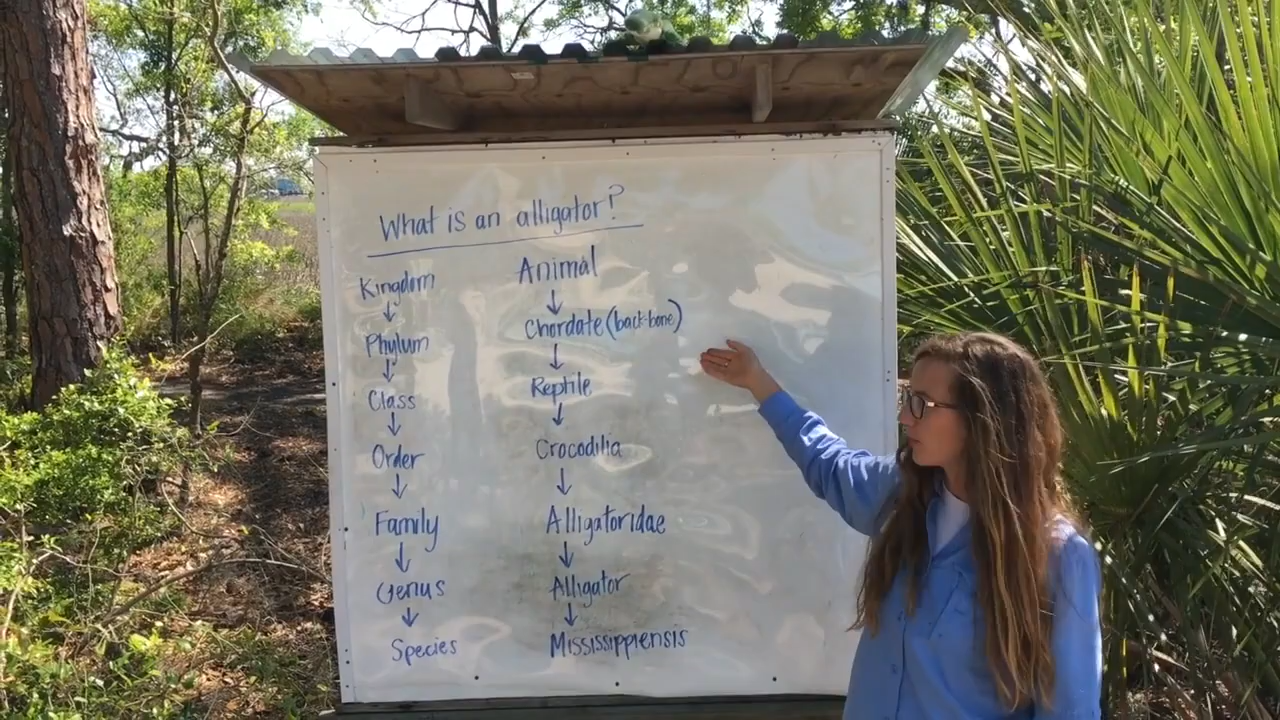 What is an alligator?
Kingdom
↓
Phylum
↓
Class
↓
Order
↓
Family
↓
Genus
↓
Species
Animal
↓
Chordate (back-bone)
↓
Reptile
↓
Crocodilia
↓
Alligatoridae
↓
Alligator
↓
Mississippiensis